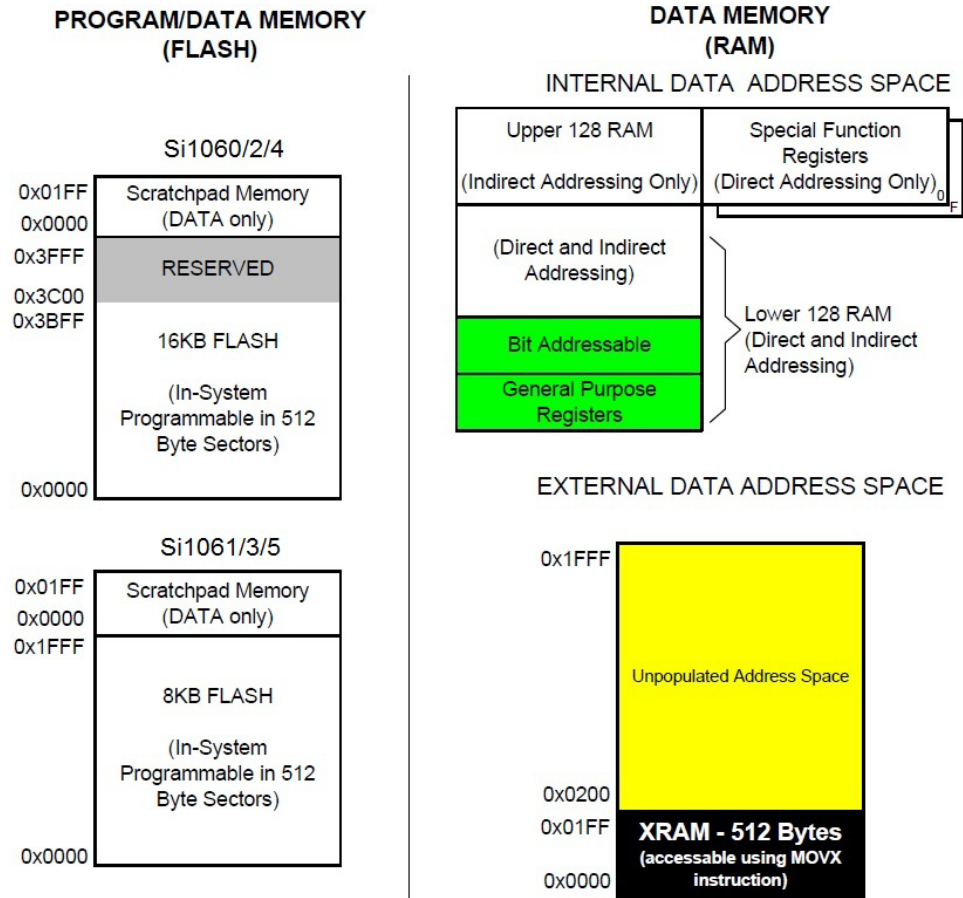 PROGRAM/DATA MEMORY
(FLASH)
Si1060/2/4
0x01FF
Scratchpad Memory
(DATA only)
0x0000
0x3FFF
RESERVED
0x3C00
0x3BFF
16KB FLASH
(In-System
Programmable in 512
Byte Sectors)
0x0000
Si1061/3/5
0x01FF
Scratchpad Memory
(DATA only)
0x0000
0x1FFF
8KB FLASH
(In-System
Programmable in 512
Byte Sectors)
0x0000
DATA MEMORY
(RAM)
INTERNAL DATA ADDRESS SPACE
Upper 128 RAM
(Indirect Addressing Only)
Special Function
Registers
(Direct Addressing Only)
0
F
(Direct and Indirect
Addressing)
Bit Addressable
General Purpose
Registers
Lower 128 RAM
(Direct and Indirect
Addressing)
EXTERNAL DATA ADDRESS SPACE
0x1FFF
Unpopulated Address Space
0x0200
0x01FF
XRAM - 512 Bytes
(accessable using MOVX
instruction)
0x0000